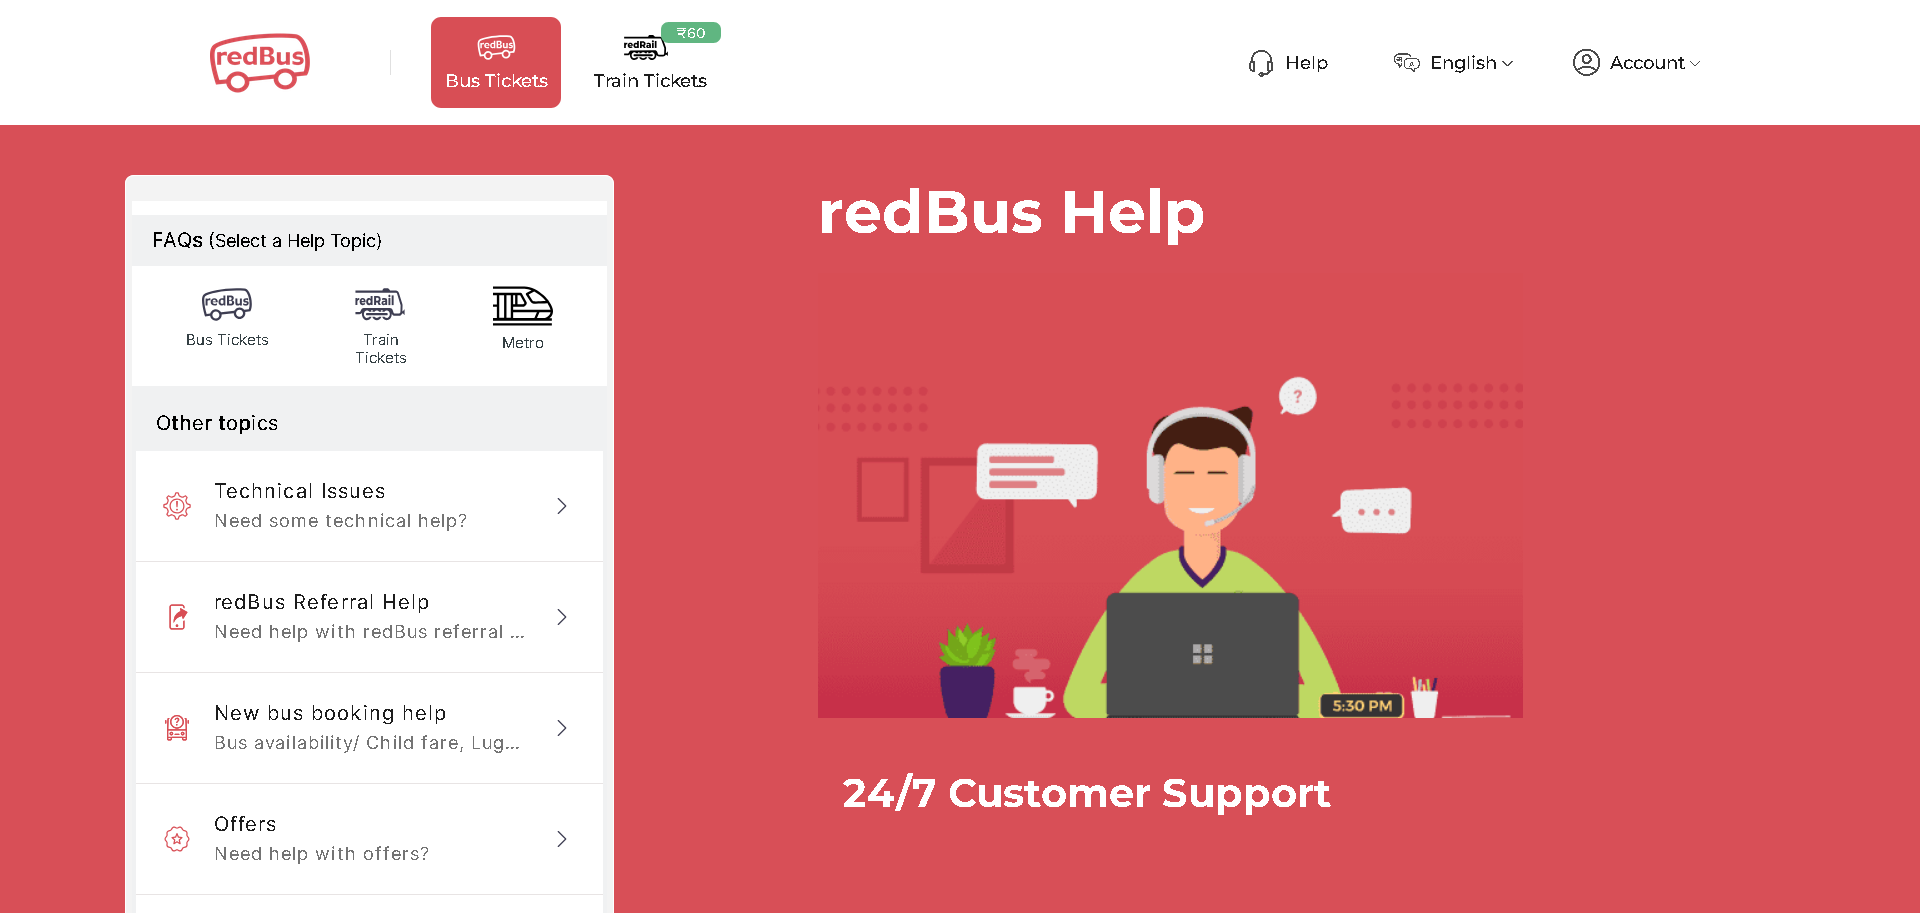 redBus
redBus
Bus Tickets
₹60
redRail
Train Tickets
Help
English
Account
redBus Help
FAQs (Select a Help Topic)
redBus
Bus Tickets
redRail
Train
Tickets
Metro
Other topics
Technical Issues
Need some technical help?
redBus Referral Help
Need help with redBus referral ...
New bus booking help
Bus availability/ Child fare, Lug...
Offers
Need help with offers?
?
5:30 PM
24/7 Customer Support